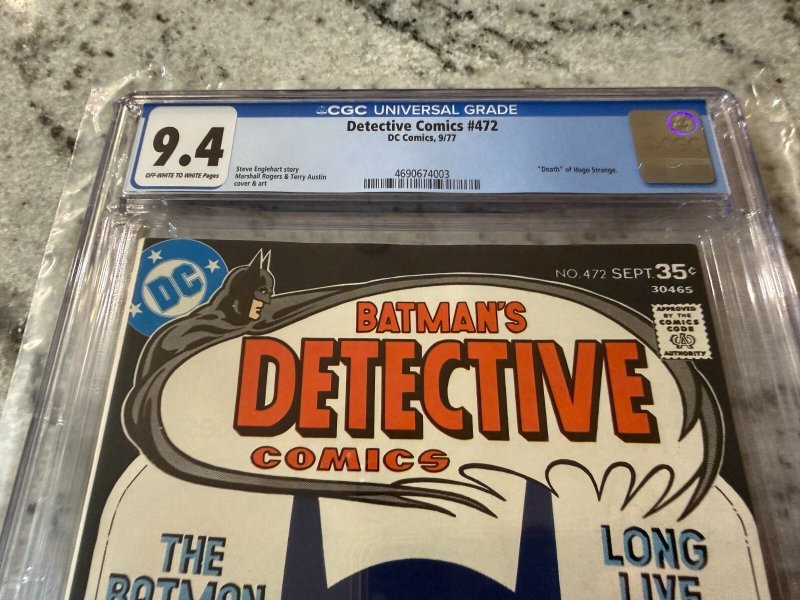 CGC UNIVERSAL GRADE
9.4
OFF-WHITE TO WHITE Pages
Detective Comics #472
DC Comics, 9/77
Steve Englehart story
Marshall Rogers & Terry Austin
cover & art
4690674003
"Death" of Hugo Strange.
DC
NO. 472 SEPT. 35¢
30465
APPROVED
BY THE
COMICS
CODE
CA
AUTHORITY
BATMAN'S
DETECTIVE
COMICS
THE
BATMAN
LONG
LIVE